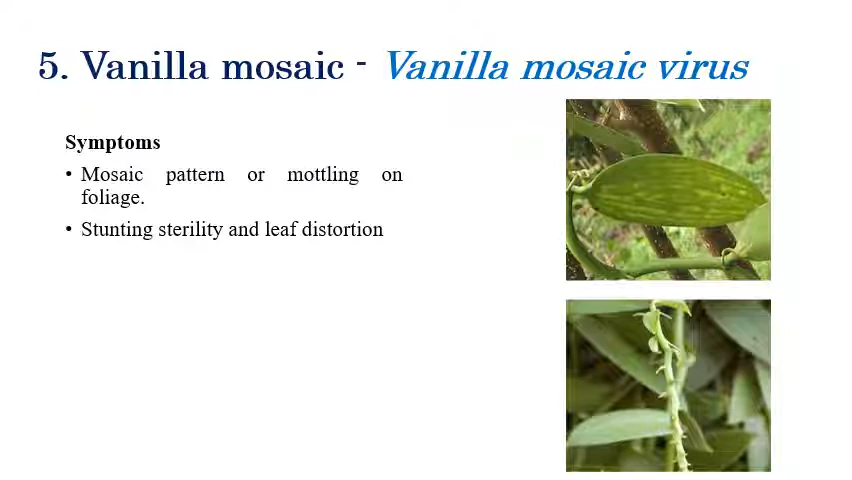 5. Vanilla mosaic - Vanilla mosaic virus
Symptoms
• Mosaic pattern or mottling on
foliage.
• Stunting sterility and leaf distortion